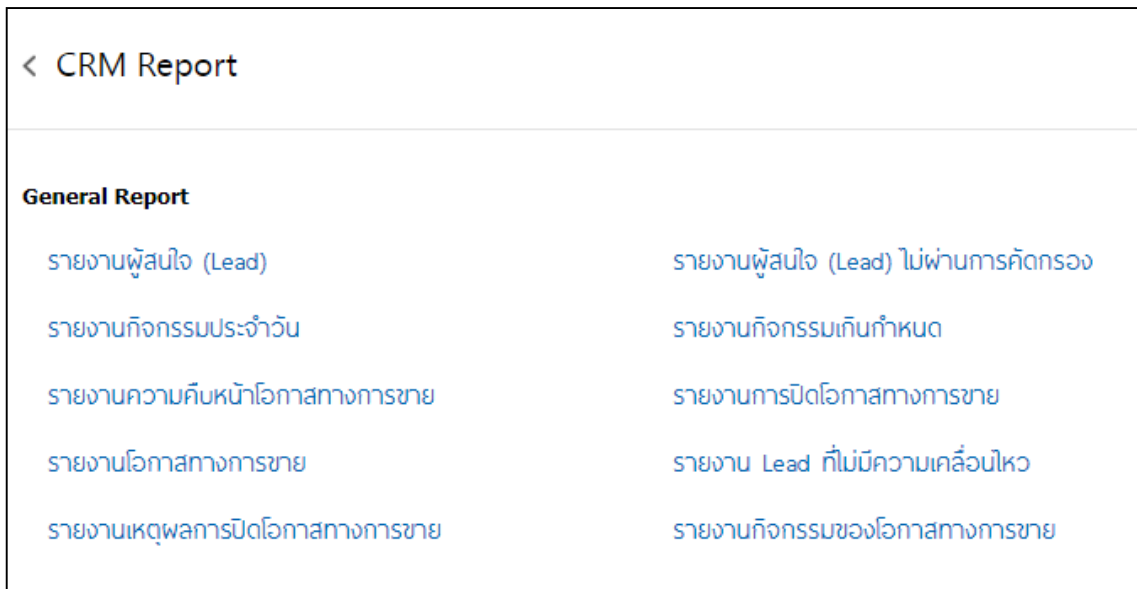 < CRM Report
General Report
รายงานผู้สนใจ (Lead)
รายงานผู้สนใจ (Lead) ไม่ผ่านการคัดกรอง
รายงานกิจกรรมประจำวัน
รายงานกิจกรรมเกินกำหนด
รายงานความคืบหน้าโอกาสทางการขาย
รายงานการปิดโอกาสทางการขาย
รายงานโอกาสทางการขาย
รายงาน Lead ที่ไม่มีความเคลื่อนไหว
รายงานเหตุผลการปิดโอกาสทางการขาย
รายงานกิจกรรมของโอกาสทางการขาย